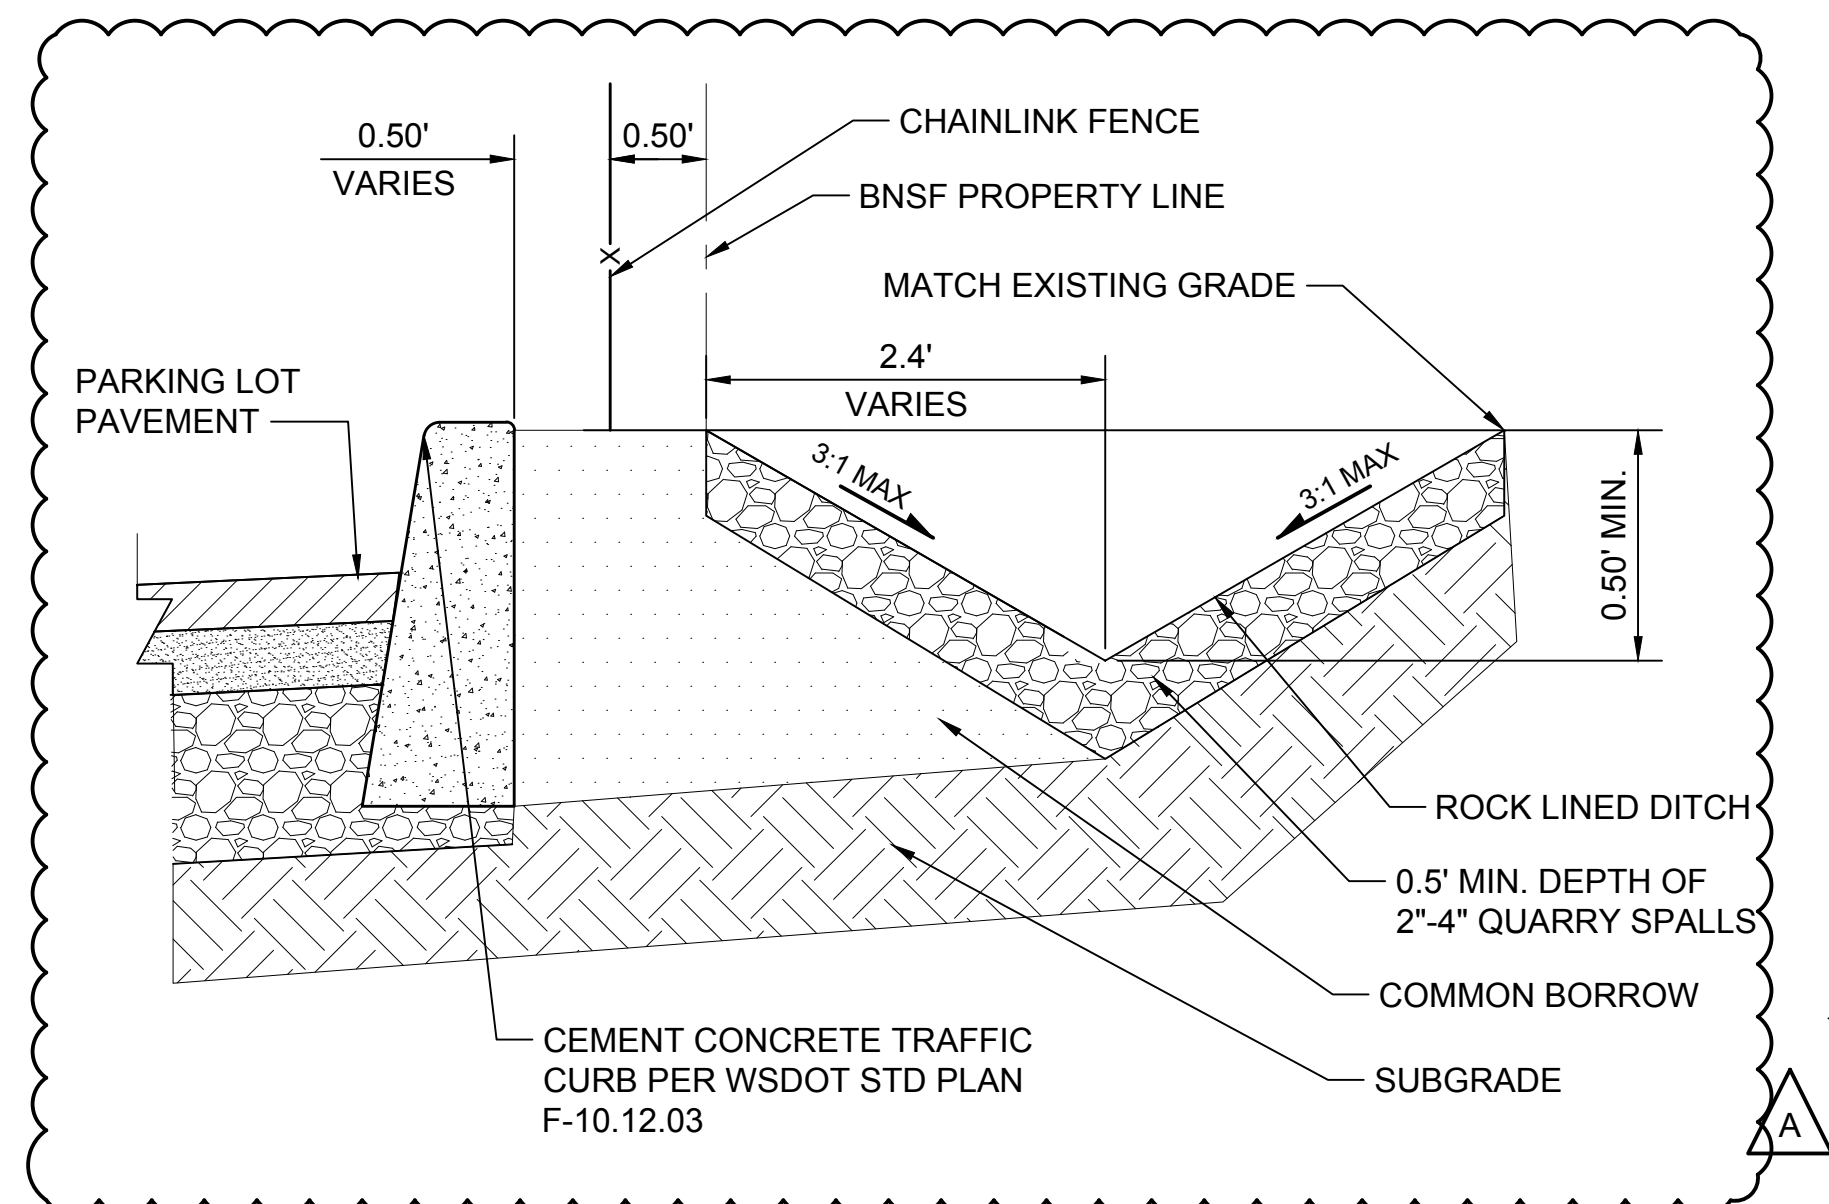 0.50'
VARIES
0.50'
CHAINLINK FENCE
BNSF PROPERTY LINE
X
MATCH EXISTING GRADE
2.4'
VARIES
PARKING LOT
PAVEMENT
3:1 MAX
3:1 MAX
0.50' MIN.
ROCK LINED DITCH
0.5' MIN. DEPTH OF
2"-4" QUARRY SPALLS
COMMON BORROW
CEMENT CONCRETE TRAFFIC
CURB PER WSDOT STD PLAN
F-10.12.03
SUBGRADE
A